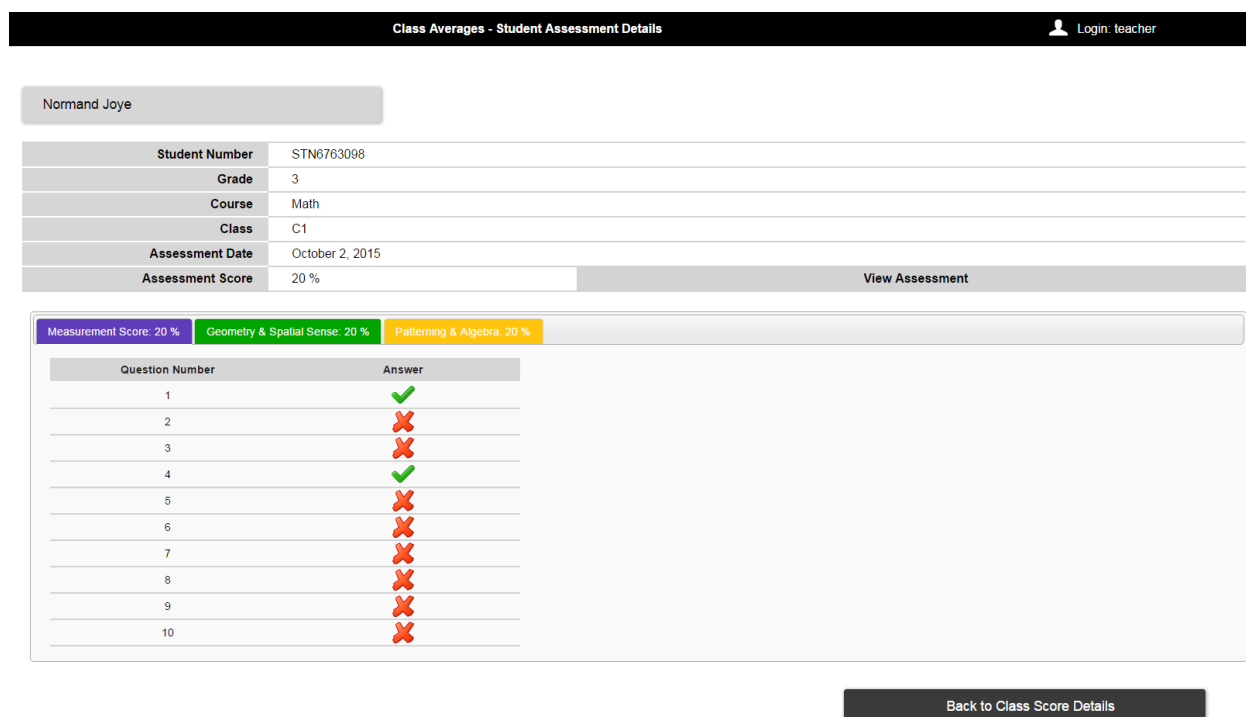 Class Averages - Student Assessment Details Login: teacher
Normand Joye
Student Number STN6763098
Grade 3
Course Math
Class C1
Assessment Date October 2, 2015
Assessment Score 20 % View Assessment
Measurement Score: 20 % Geometry & Spatial Sense: 20 % Patterning & Algebra: 20 %
Question Number Answer
1
2
3
4
5
6
7
8
9
10
Back to Class Score Details